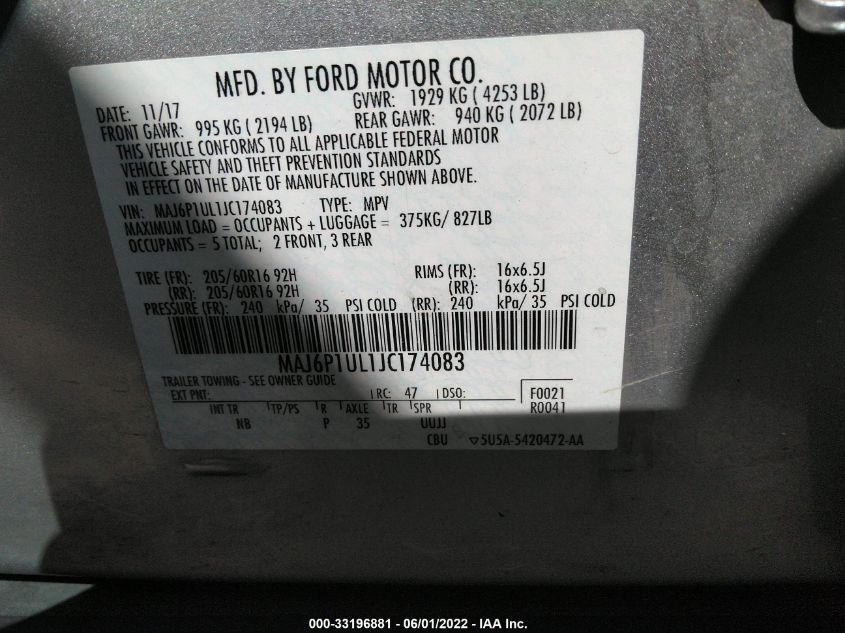 MFD. BY FORD MOTOR CO.
DATE: 11/17 GVWR: 1929 KG ( 4253 LB)
FRONT GAWR: 995 KG ( 2194 LB) REAR GAWR: 940 KG ( 2072 LB)
THIS VEHICLE CONFORMS TO ALL APPLICABLE FEDERAL MOTOR
VEHICLE SAFETY AND THEFT PREVENTION STANDARDS
IN EFFECT ON THE DATE OF MANUFACTURE SHOWN ABOVE.
VIN: MAJ6P1UL1JC174083 TYPE: MPV
MAXIMUM LOAD = OCCUPANTS + LUGGAGE = 375KG/ 827LB
OCCUPANTS = 5 TOTAL; 2 FRONT, 3 REAR
TIRE (FR): 205/60R16 92H RIMS (FR): 16x6.5J
(RR): 205/60R16 92H (RR): 16x6.5J
PRESSURE (FR): 240 kPa/ 35 PSI COLD (RR): 240 kPa/ 35 PSI COLD
MAJ6P1UL1JC174083
TRAILER TOWING - SEE OWNER GUIDE
EXT PNT: RC: 47 DSO: F0021
INT TR TP/PS R AXLE TR SPR R0041
NB P 35 UUJJ
CBU ▽5U5A-5420472-AA
000-33196881 - 06/01/2022 - IAA Inc.